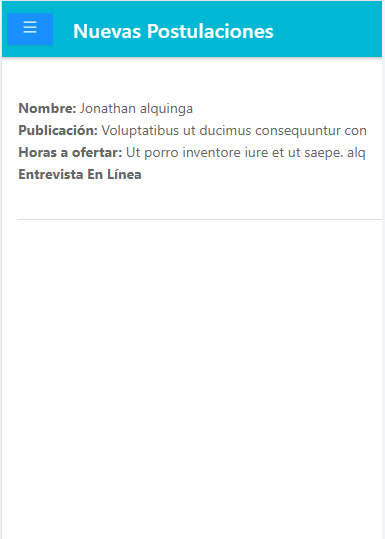 Nuevas Postulaciones
Nombre: Jonathan alquinga
Publicación: Voluptatibus ut ducimus consequuntur con
Horas a ofertar: Ut porro inventore iure et ut saepe. alq
Entrevista En Línea